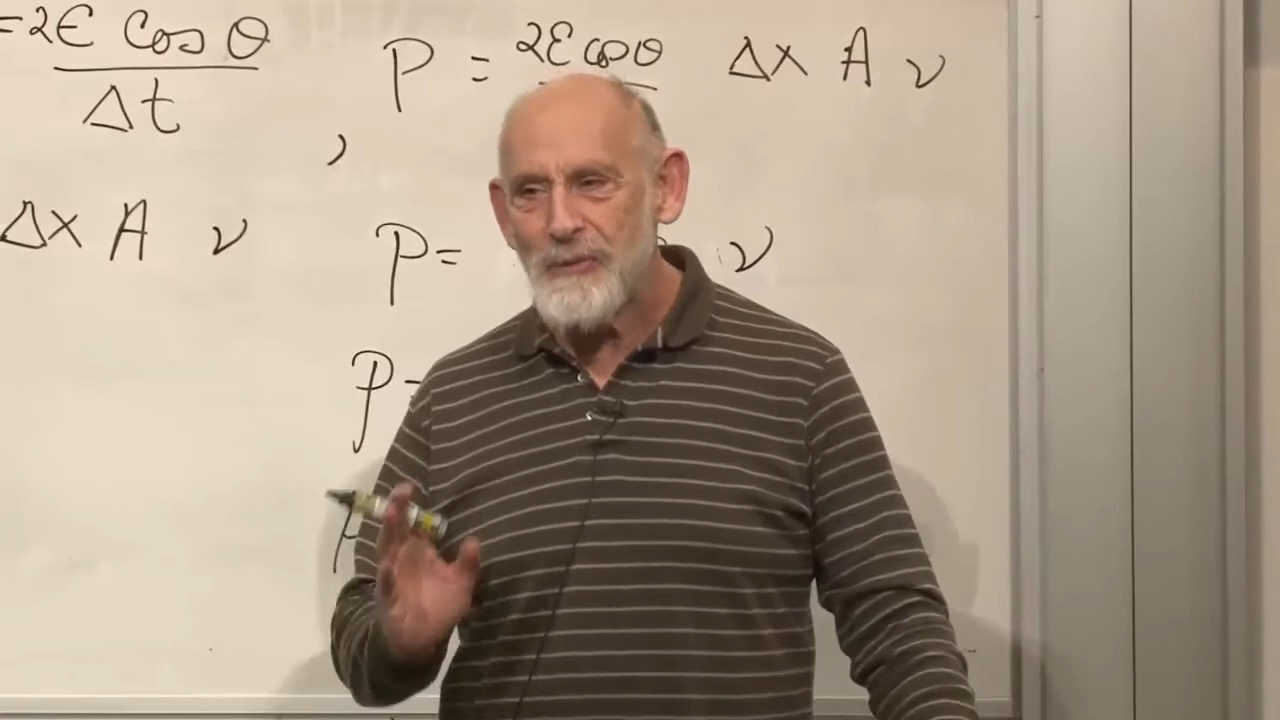 =2ε Cos θ
Δt
,
P = 2ε cos θ Δx A ν
Δx A ν
P = ν
P -